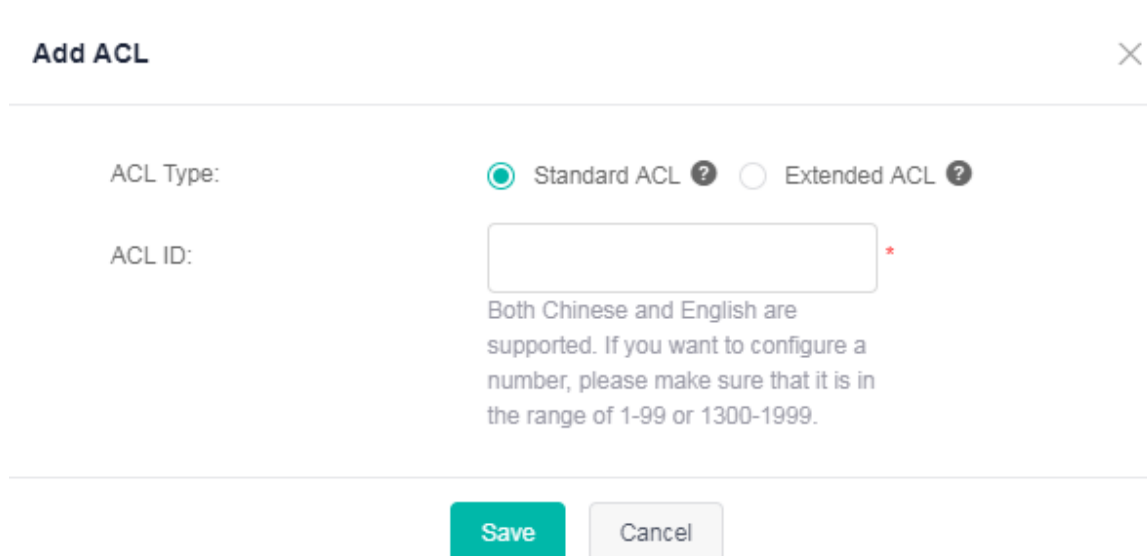 Add ACL
ACL Type: Standard ACL ? Extended ACL ?
ACL ID: *
Both Chinese and English are
supported. If you want to configure a
number, please make sure that it is in
the range of 1-99 or 1300-1999.
Save Cancel